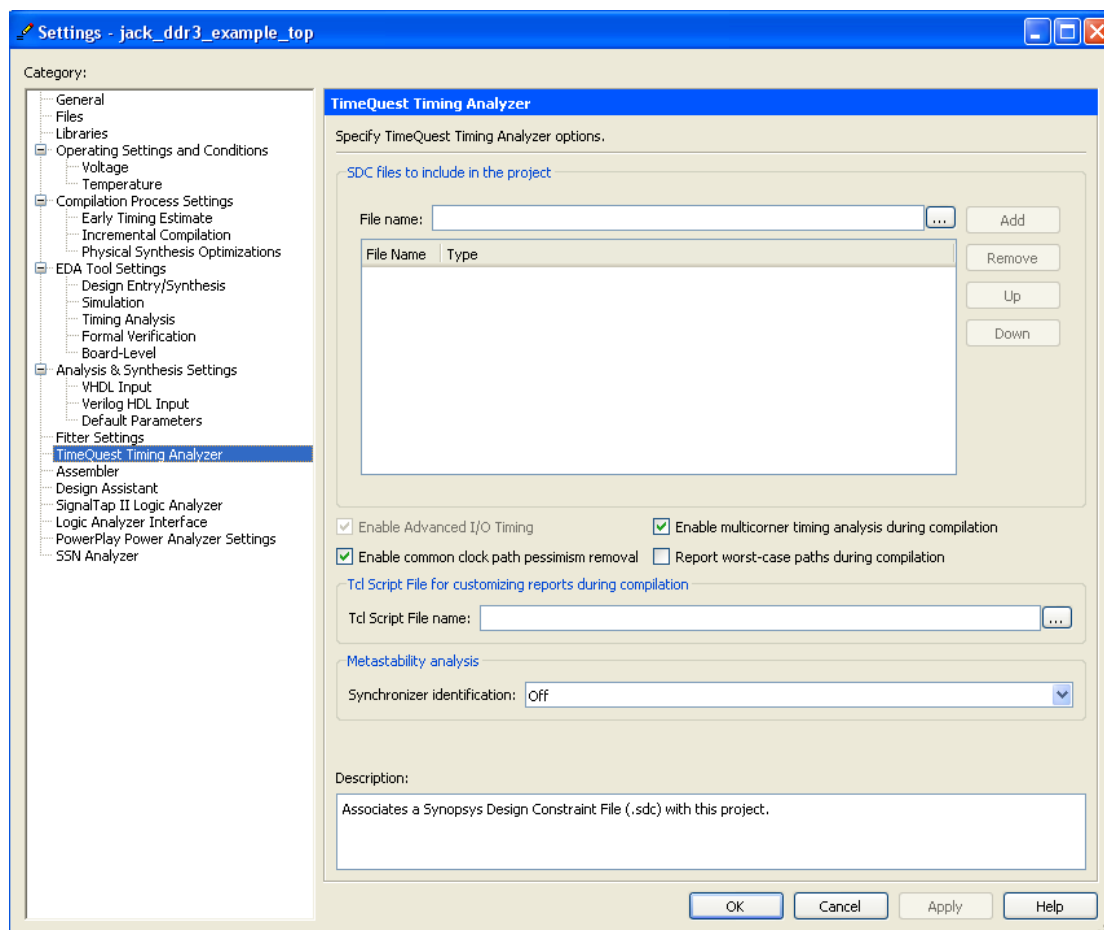 Settings - jack_ddr3_example_top
Category:
General
Files
Libraries
Operating Settings and Conditions
Voltage
Temperature
Compilation Process Settings
Early Timing Estimate
Incremental Compilation
Physical Synthesis Optimizations
EDA Tool Settings
Design Entry/Synthesis
Simulation
Timing Analysis
Formal Verification
Board-Level
Analysis & Synthesis Settings
VHDL Input
Verilog HDL Input
Default Parameters
Fitter Settings
TimeQuest Timing Analyzer
Assembler
Design Assistant
SignalTap II Logic Analyzer
Logic Analyzer Interface
PowerPlay Power Analyzer Settings
SSN Analyzer
TimeQuest Timing Analyzer
Specify TimeQuest Timing Analyzer options.
SDC files to include in the project
File name: ... Add
File Name Type
Remove
Up
Down
Enable Advanced I/O Timing Enable multicorner timing analysis during compilation
Enable common clock path pessimism removal Report worst-case paths during compilation
Tcl Script File for customizing reports during compilation
Tcl Script File name: ...
Metastability analysis
Synchronizer identification: Off
Description:
Associates a Synopsys Design Constraint File (.sdc) with this project.
OK Cancel Apply Help